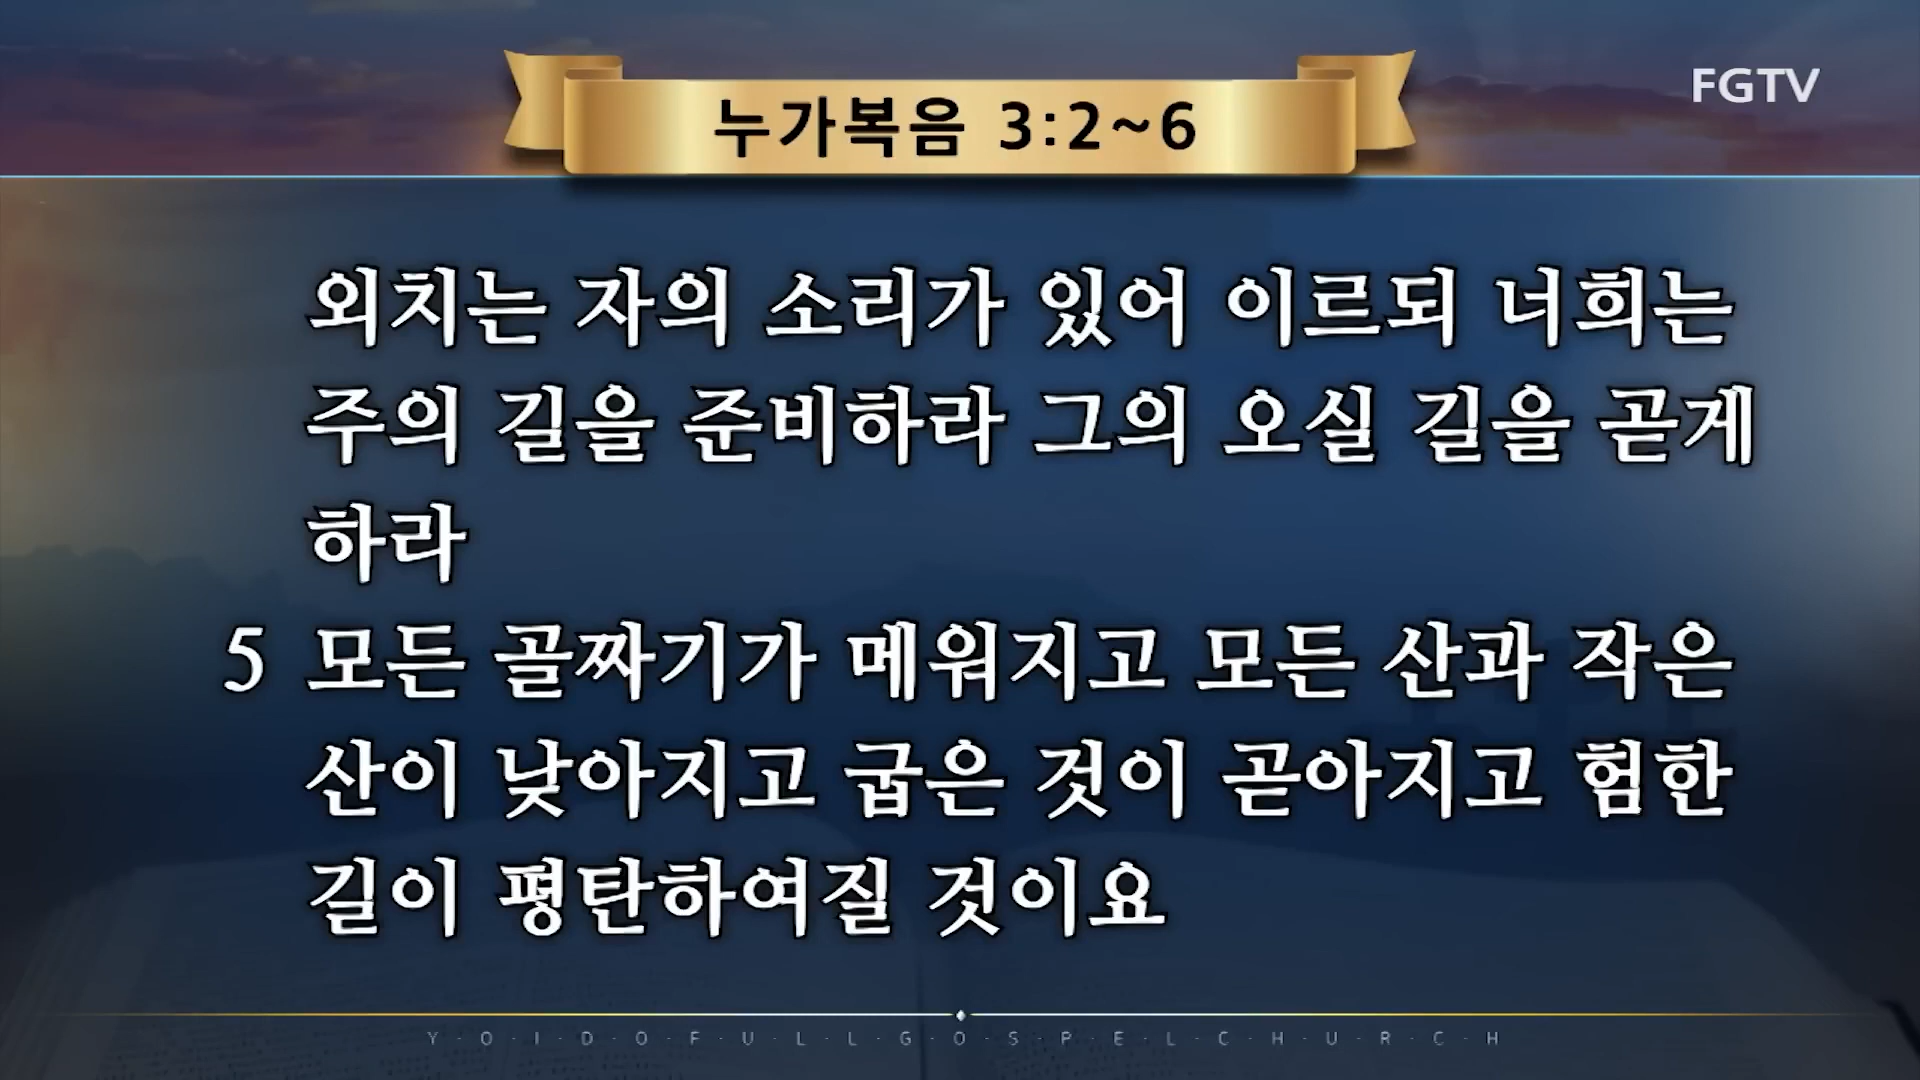 누가복음 3:2~6
FGTV
외치는 자의 소리가 있어 이르되 너희는
주의 길을 준비하라 그의 오실 길을 곧게
하라
5 모든 골짜기가 메워지고 모든 산과 작은
산이 낮아지고 굽은 것이 곧아지고 험한
길이 평탄하여질 것이요
Y·O·I·D·O·F·U·L·L·G·O·S·P·E·L·C·H·U·R·C·H